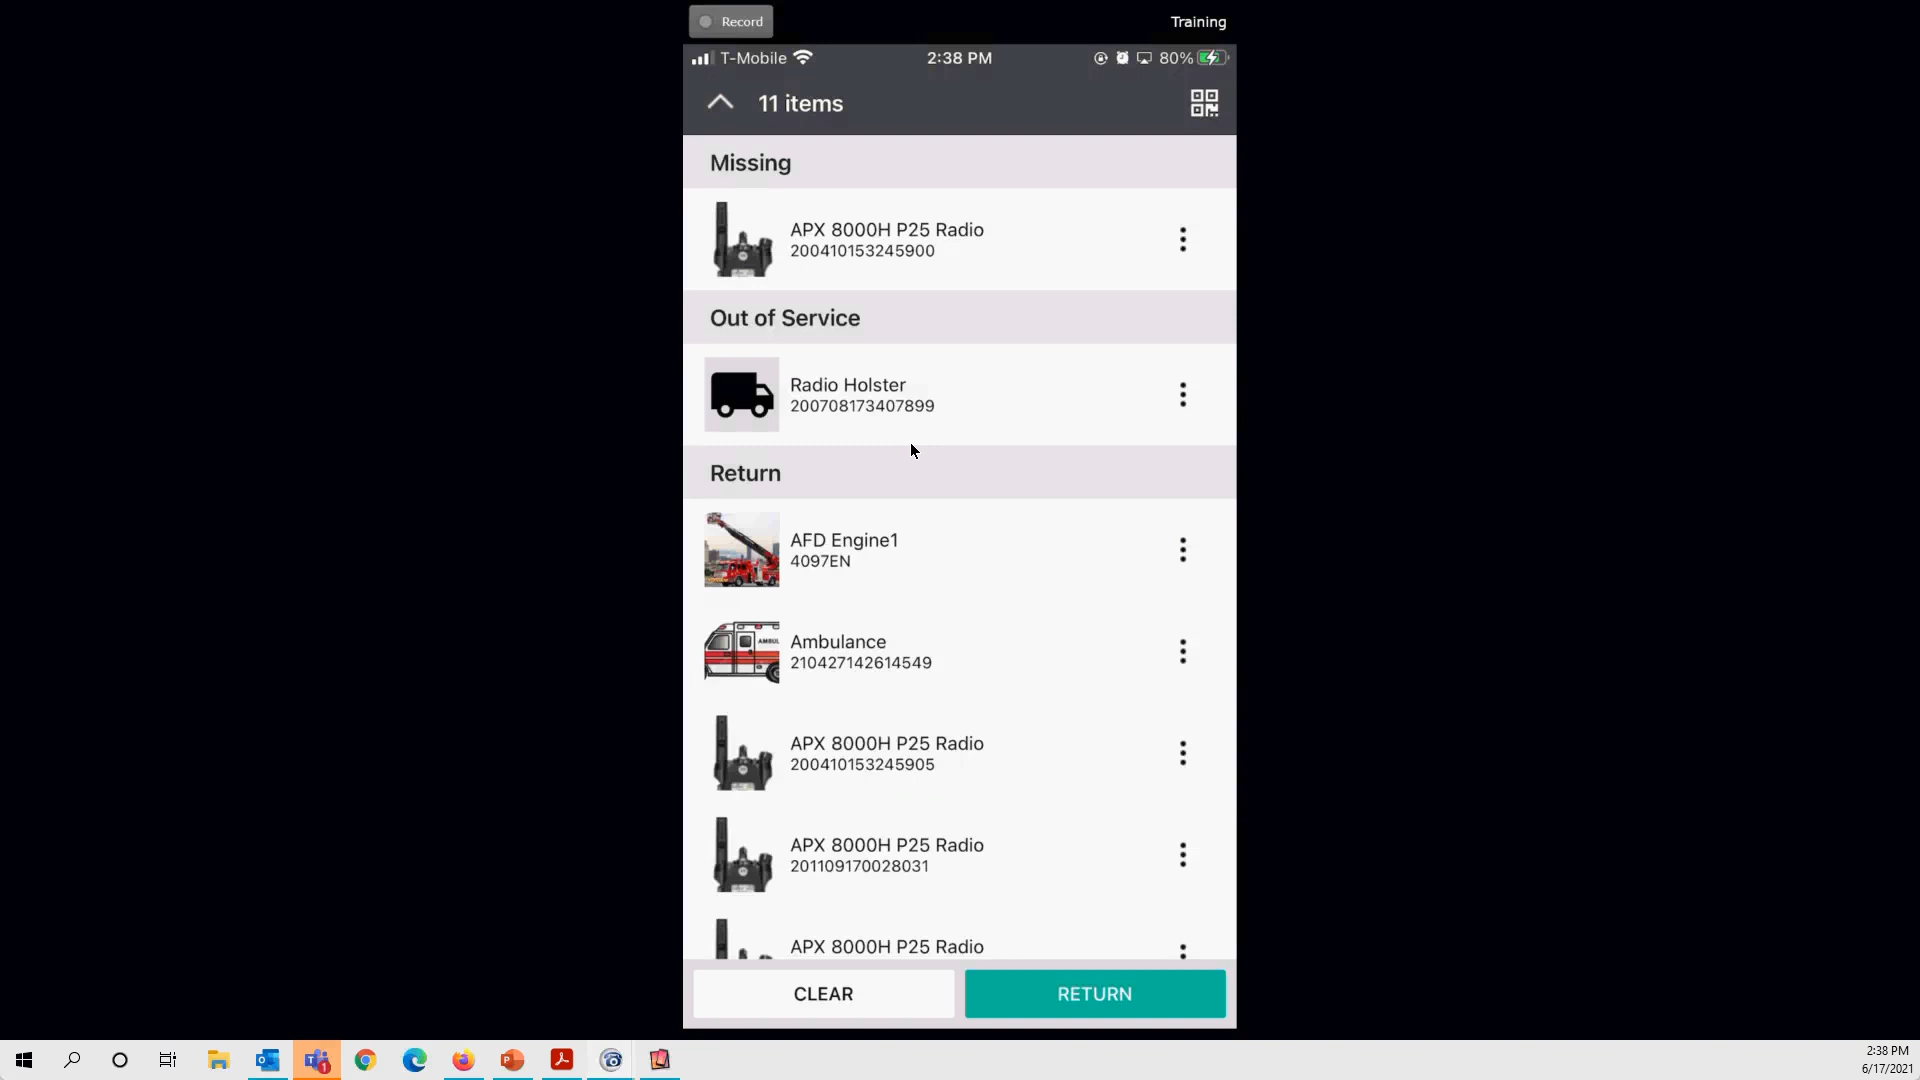 Record
Training
T-Mobile
2:38 PM
80%
11 items
Missing
APX 8000H P25 Radio
200410153245900
Out of Service
Radio Holster
200708173407899
Return
AFD Engine1
4097EN
AMBUL
Ambulance
210427142614549
APX 8000H P25 Radio
200410153245905
APX 8000H P25 Radio
201109170028031
APX 8000H P25 Radio
CLEAR
RETURN
1
2:38 PM
6/17/2021